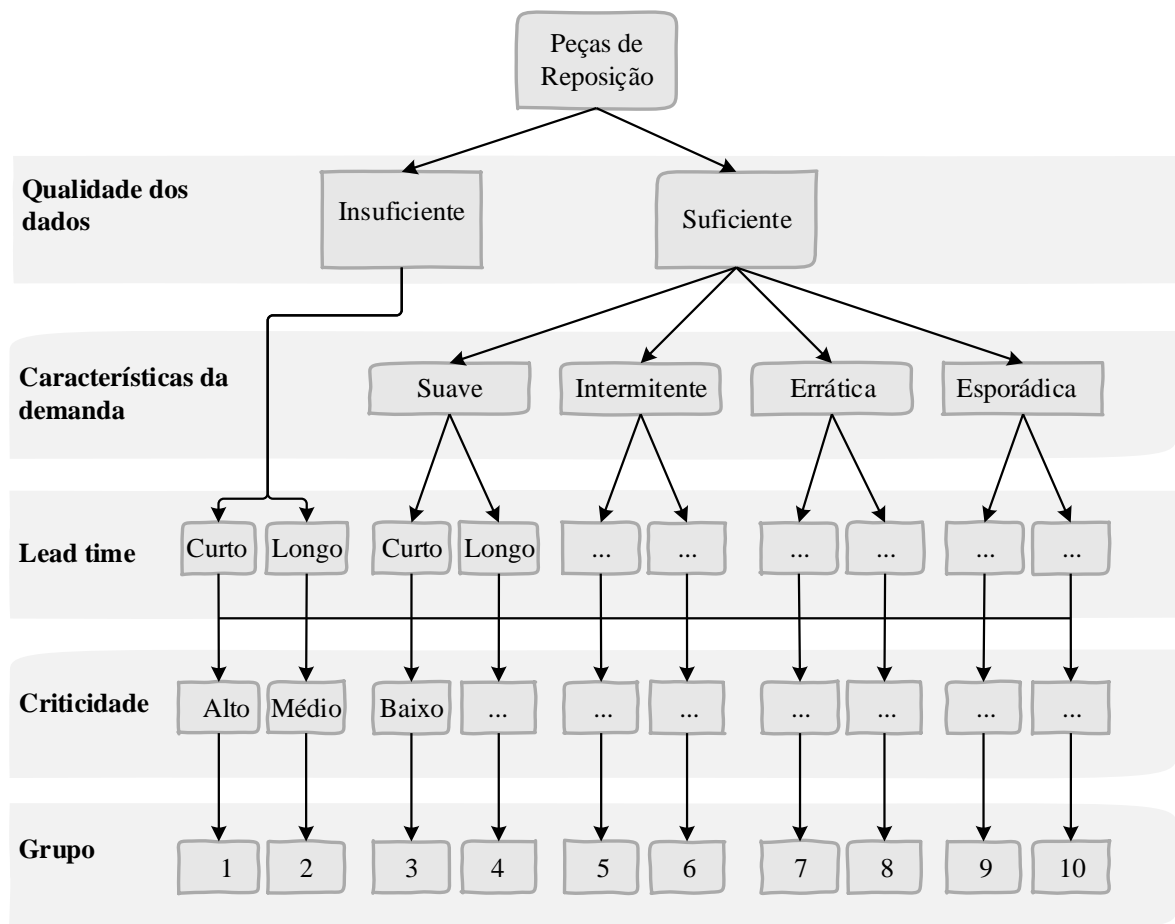 Peças de
Reposição
Qualidade dos
dados
Insuficiente
Suficiente
Características da
demanda
Suave
Intermitente
Errática
Esporádica
Lead time
Curto
Longo
Curto
Longo
...
...
...
...
...
...
Criticidade
Alto
Médio
Baixo
...
...
...
...
...
...
...
Grupo
1
2
3
4
5
6
7
8
9
10